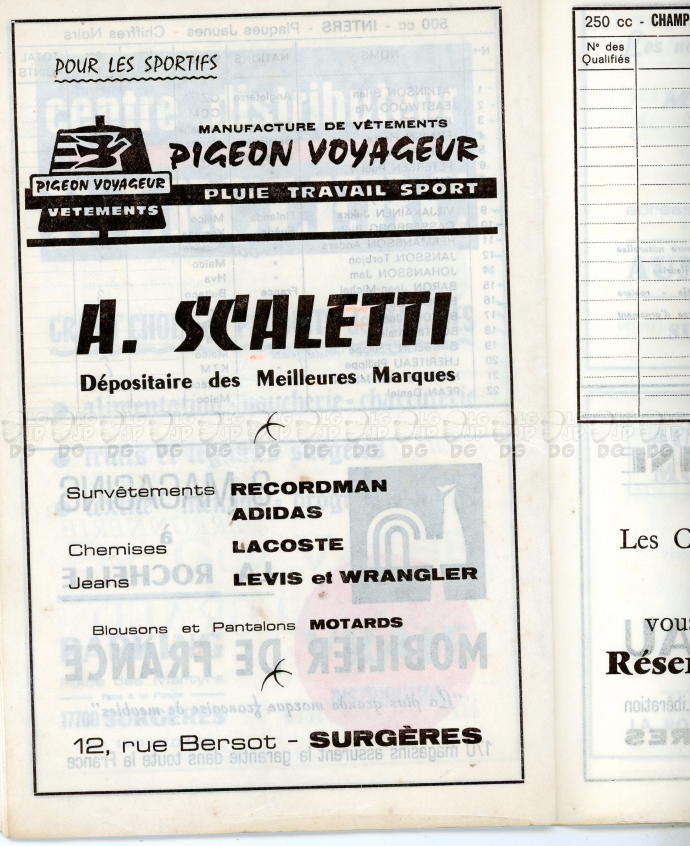 POUR LES SPORTIFS
MANUFACTURE DE VÊTEMENTS
PIGEON VOYAGEUR
PIGEON VOYAGEUR
PLUIE TRAVAIL SPORT
VETEMENTS
A. SCALETTI
Dépositaire des Meilleures Marques
Survêtements RECORDMAN
ADIDAS
Chemises LACOSTE
Jeans LEVIS et WRANGLER
Blousons et Pantalons MOTARDS
12, rue Bersot - SURGÈRES
250 cc - CHAMP
N° des
Qualifiés
Les C
vous
Réser